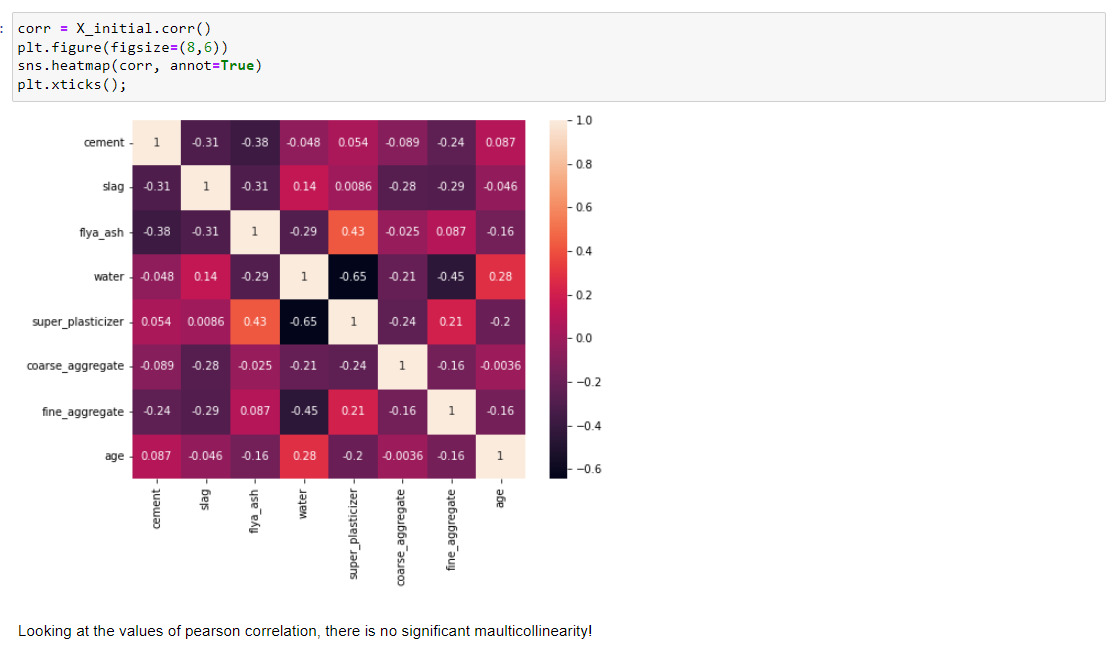 corr = X_initial.corr()
plt.figure(figsize=(8,6))
sns.heatmap(corr, annot=True)
plt.xticks();
cement 1 -0.31 -0.38 -0.048 0.054 -0.089 -0.24 0.087
slag -0.31 1 -0.31 0.14 0.0086 -0.28 -0.29 -0.046
flya_ash -0.38 -0.31 1 -0.29 0.43 -0.025 0.087 -0.16
water -0.048 0.14 -0.29 1 -0.65 -0.21 -0.45 0.28
super_plasticizer 0.054 0.0086 0.43 -0.65 1 -0.24 0.21 -0.2
coarse_aggregate -0.089 -0.28 -0.025 -0.21 -0.24 1 -0.16 -0.0036
fine_aggregate -0.24 -0.29 0.087 -0.45 0.21 -0.16 1 -0.16
age 0.087 -0.046 -0.16 0.28 -0.2 -0.0036 -0.16 1
cement
slag
flya_ash
water
super_plasticizer
coarse_aggregate
fine_aggregate
age
1.0
0.8
0.6
0.4
0.2
0.0
−0.2
−0.4
−0.6
Looking at the values of pearson correlation, there is no significant maulticollinearity!